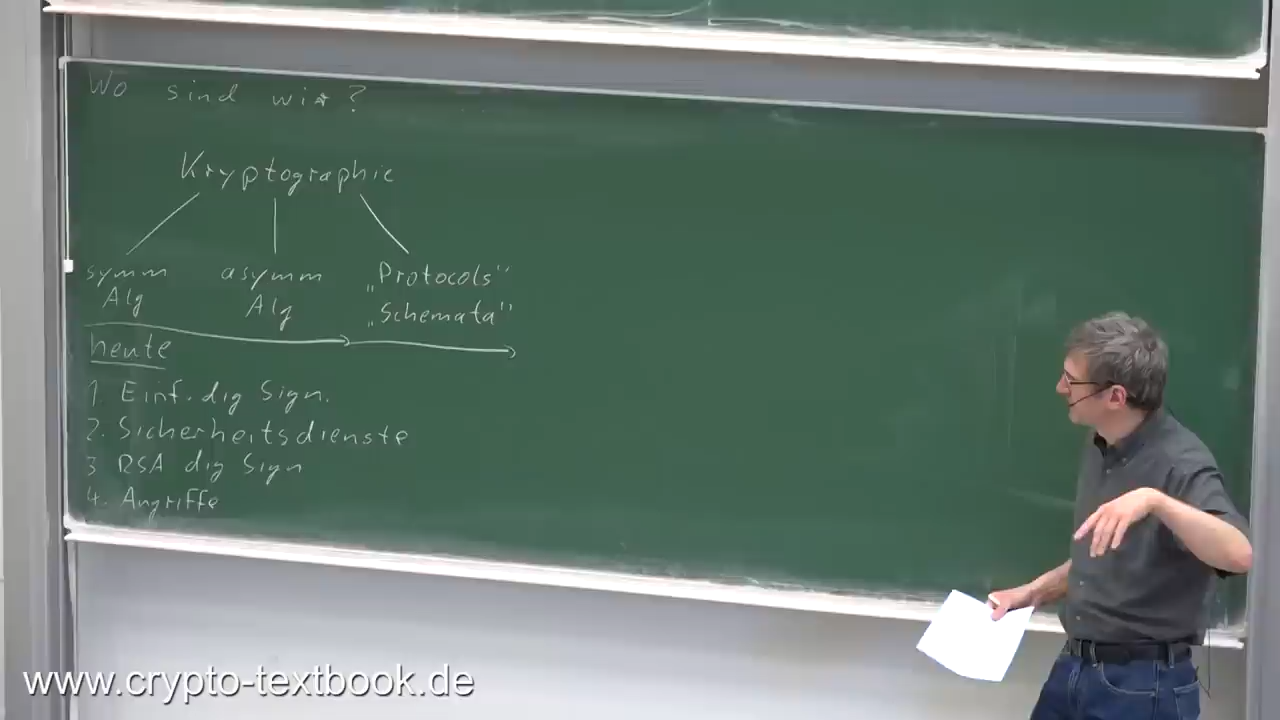 Wo sind wir?
Kryptographie
symm asymm „Protocols"
Alg Alg „Schemata"
heute
1. Einf. dig Sign.
2. Sicherheitsdienste
3 RSA dig Sign
4. Angriffe
www.crypto-textbook.de